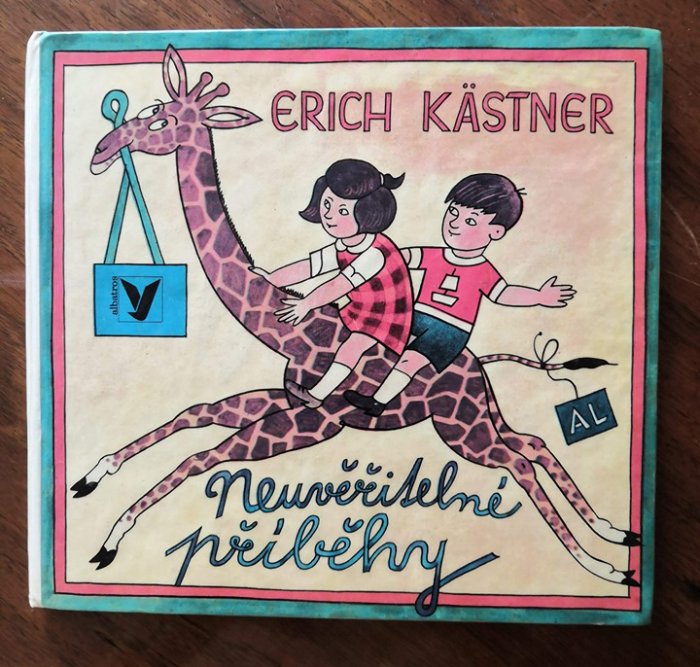 ERICH KÄSTNER
albatros
AL
Neuvěřitelné
příběhy